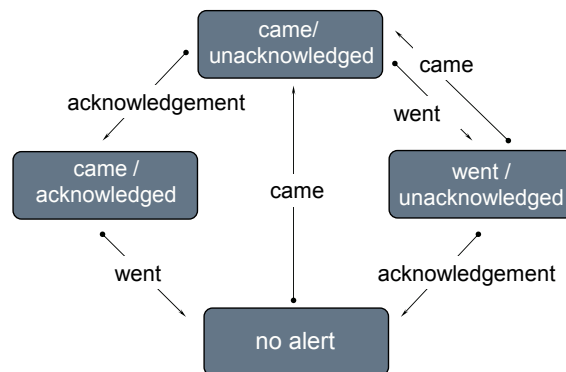 came/
unacknowledged
came
acknowledgement
went
came /
acknowledged
came
went /
unacknowledged
went
acknowledgement
no alert